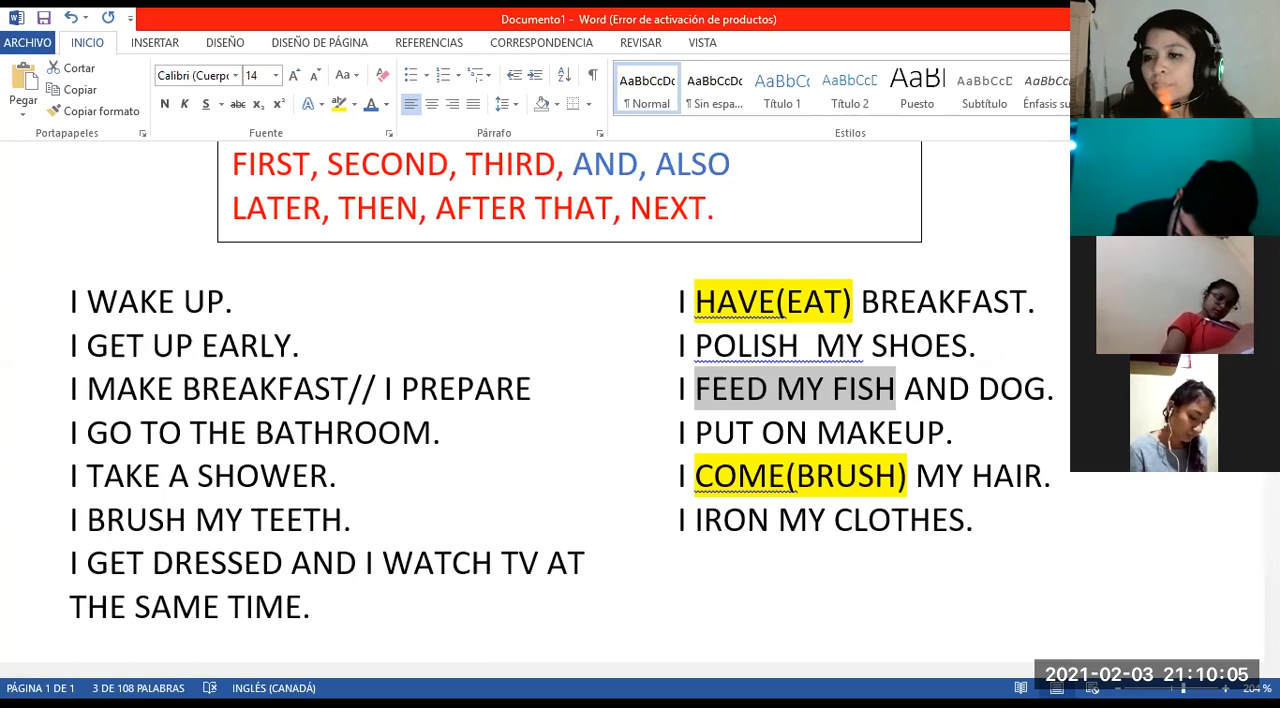 Documento1 - Word (Error de activación de productos)
ARCHIVO INICIO INSERTAR DISEÑO DISEÑO DE PÁGINA REFERENCIAS CORRESPONDENCIA REVISAR VISTA
Cortar
Copiar
Copiar formato
Pegar
Portapapeles
Calibri (Cuerpo 14
N K S abc x₂ x²
Fuente
Párrafo
AaBbCcDc AaBbCcDc AaBbCc AaBbCcD AaBl AaBbCcD AaBbCcDc
¶ Normal ¶ Sin espa... Título 1 Título 2 Puesto Subtítulo Énfasis su
Estilos
FIRST, SECOND, THIRD, AND, ALSO
LATER, THEN, AFTER THAT, NEXT.
I WAKE UP.
I GET UP EARLY.
I MAKE BREAKFAST// I PREPARE
I GO TO THE BATHROOM.
I TAKE A SHOWER.
I BRUSH MY TEETH.
I GET DRESSED AND I WATCH TV AT
THE SAME TIME.
I HAVE(EAT) BREAKFAST.
I POLISH  MY SHOES.
I FEED MY FISH AND DOG.
I PUT ON MAKEUP.
I COME(BRUSH) MY HAIR.
I IRON MY CLOTHES.
PÁGINA 1 DE 1 3 DE 108 PALABRAS INGLÉS (CANADÁ)
2021-02-03 21:10:05
204 %